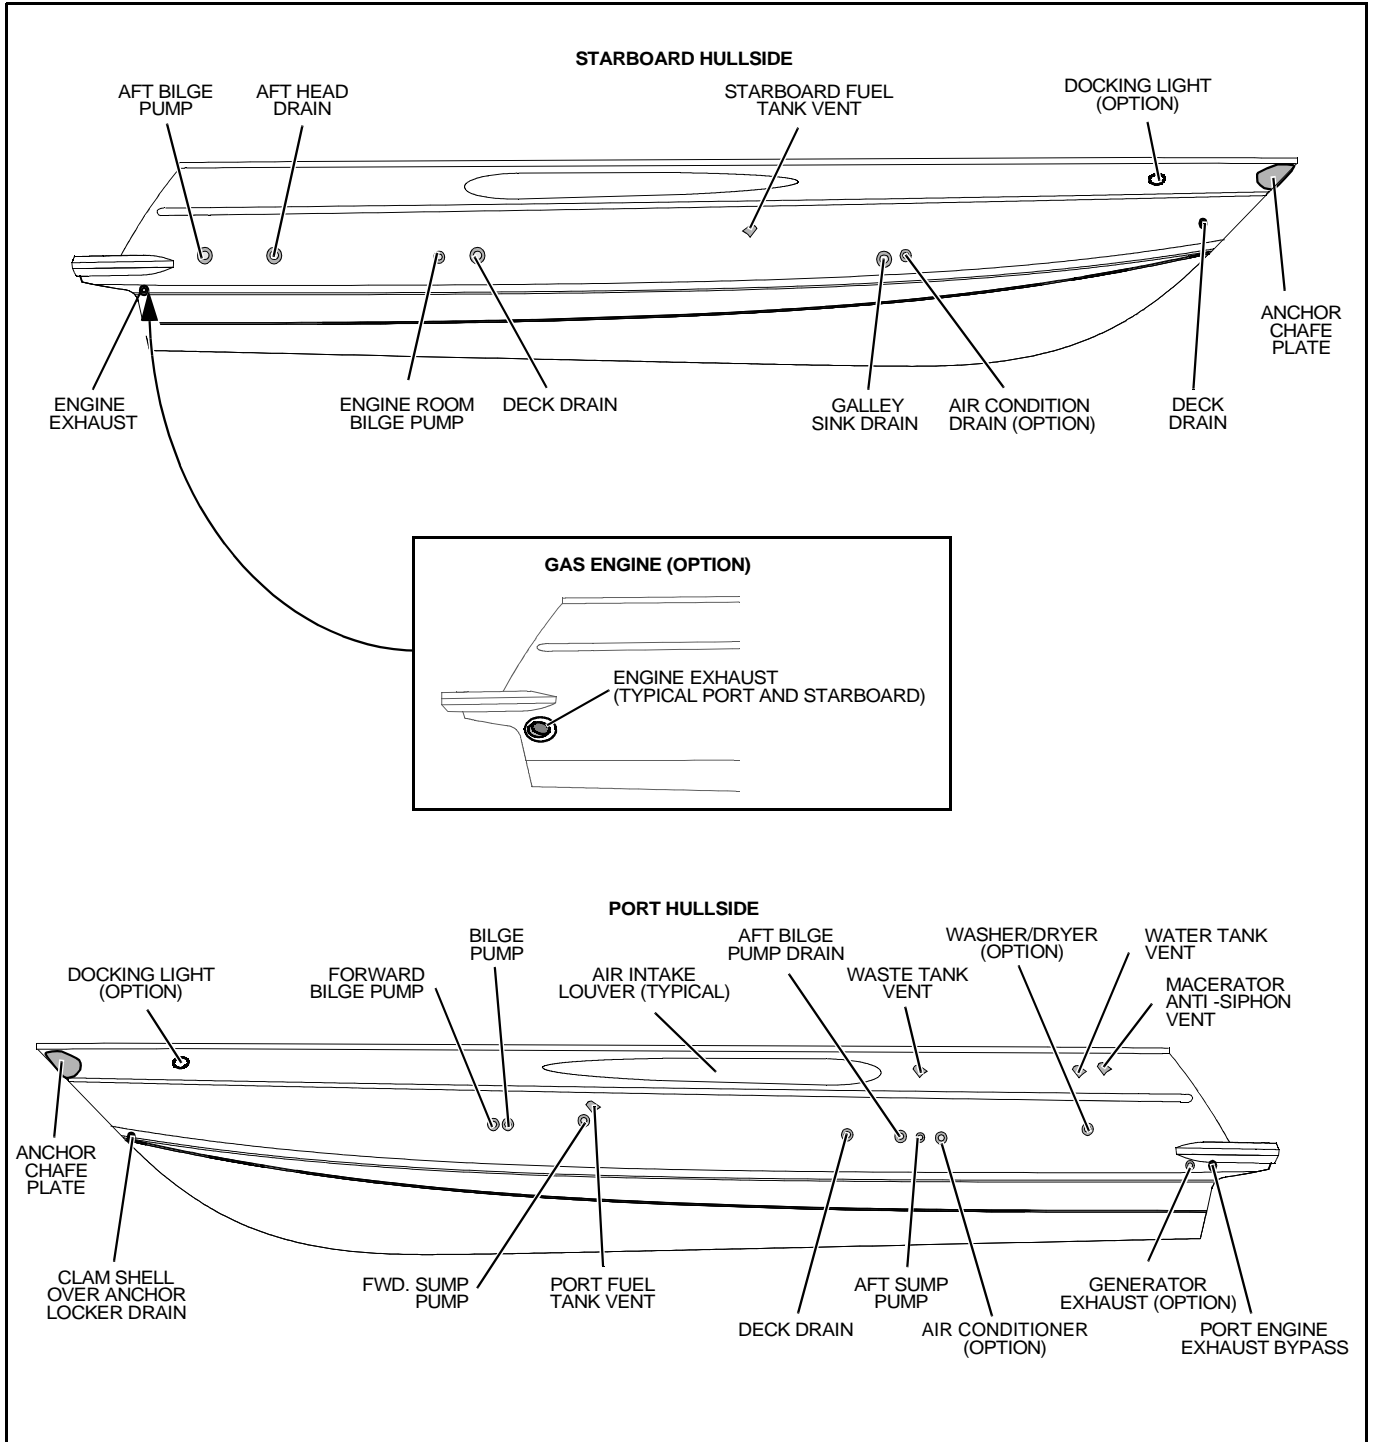 STARBOARD HULLSIDE
AFT BILGE
PUMP
AFT HEAD
DRAIN
STARBOARD FUEL
TANK VENT
DOCKING LIGHT
(OPTION)
ENGINE
EXHAUST
ENGINE ROOM
BILGE PUMP
DECK DRAIN
GALLEY
SINK DRAIN
AIR CONDITION
DRAIN (OPTION)
DECK
DRAIN
ANCHOR
CHAFE
PLATE
GAS ENGINE (OPTION)
ENGINE EXHAUST
(TYPICAL PORT AND STARBOARD)
PORT HULLSIDE
DOCKING LIGHT
(OPTION)
FORWARD
BILGE PUMP
BILGE
PUMP
AIR INTAKE
LOUVER (TYPICAL)
AFT BILGE
PUMP DRAIN
WASTE TANK
VENT
WASHER/DRYER
(OPTION)
WATER TANK
VENT
MACERATOR
ANTI -SIPHON
VENT
ANCHOR
CHAFE
PLATE
CLAM SHELL
OVER ANCHOR
LOCKER DRAIN
FWD. SUMP
PUMP
PORT FUEL
TANK VENT
DECK DRAIN
AFT SUMP
PUMP
AIR CONDITIONER
(OPTION)
GENERATOR
EXHAUST (OPTION)
PORT ENGINE
EXHAUST BYPASS